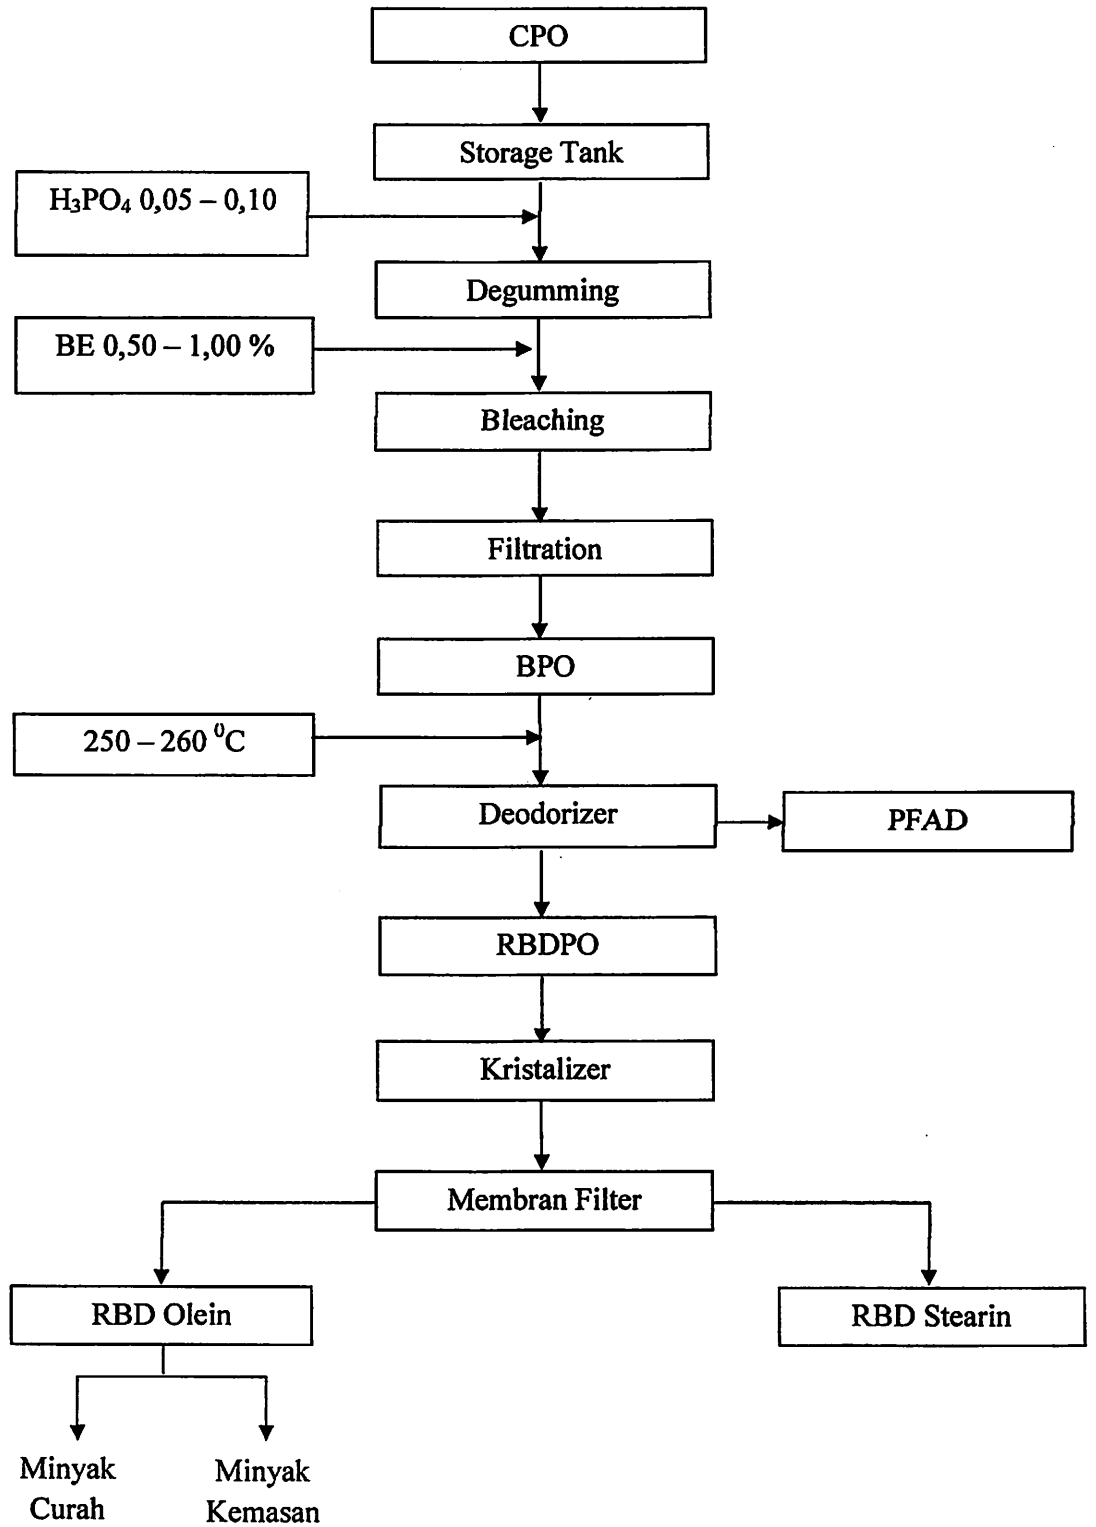 CPO
Storage Tank
H₃PO₄ 0,05 – 0,10
Degumming
BE 0,50 – 1,00 %
Bleaching
Filtration
BPO
250 – 260 ⁰C
Deodorizer
PFAD
RBDPO
Kristalizer
Membran Filter
RBD Olein
RBD Stearin
Minyak
Curah
Minyak
Kemasan